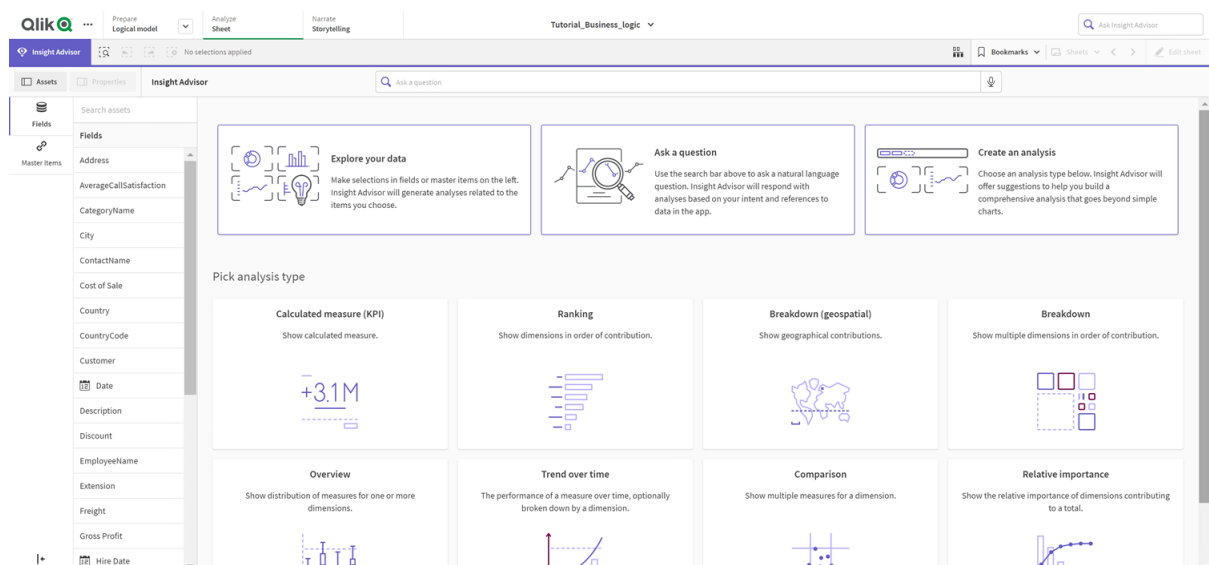 Qlik
Prepare
Logical model
Analyze
Sheet
Narrate
Storytelling
Tutorial_Business_logic
Ask Insight Advisor
Insight Advisor
No selections applied
Bookmarks
Sheets
Edit sheet
Assets
Properties
Insight Advisor
Ask a question
Fields
Master Items
Search assets
Fields
Address
AverageCallSatisfaction
CategoryName
City
ContactName
Cost of Sale
Country
CountryCode
Customer
Date
Description
Discount
EmployeeName
Extension
Freight
Gross Profit
Hire Date
Explore your data
Make selections in fields or master items on the left.
Insight Advisor will generate analyses related to the
items you choose.
Ask a question
Use the search bar above to ask a natural language
question. Insight Advisor will respond with
analyses based on your intent and references to
data in the app.
Create an analysis
Choose an analysis type below. Insight Advisor will
offer suggestions to help you build a
comprehensive analysis that goes beyond simple
charts.
Pick analysis type
Calculated measure (KPI)
Show calculated measure.
+3.1M
Ranking
Show dimensions in order of contribution.
Breakdown (geospatial)
Show geographical contributions.
Breakdown
Show multiple dimensions in order of contribution.
Overview
Show distribution of measures for one or more
dimensions.
Trend over time
The performance of a measure over time, optionally
broken down by a dimension.
Comparison
Show multiple measures for a dimension.
Relative importance
Show the relative importance of dimensions contributing
to a total.